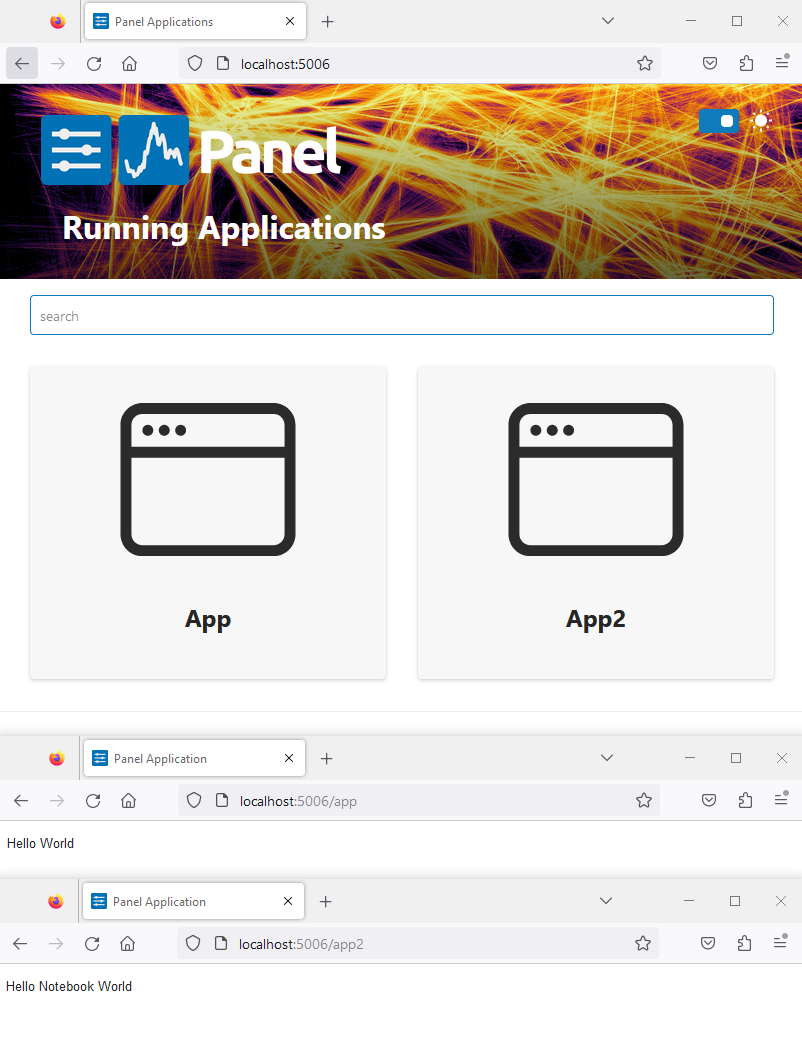 Panel Applications
localhost:5006
Panel
Running Applications
search
App
App2
Panel Application
localhost:5006/app
Hello World
Panel Application
localhost:5006/app2
Hello Notebook World